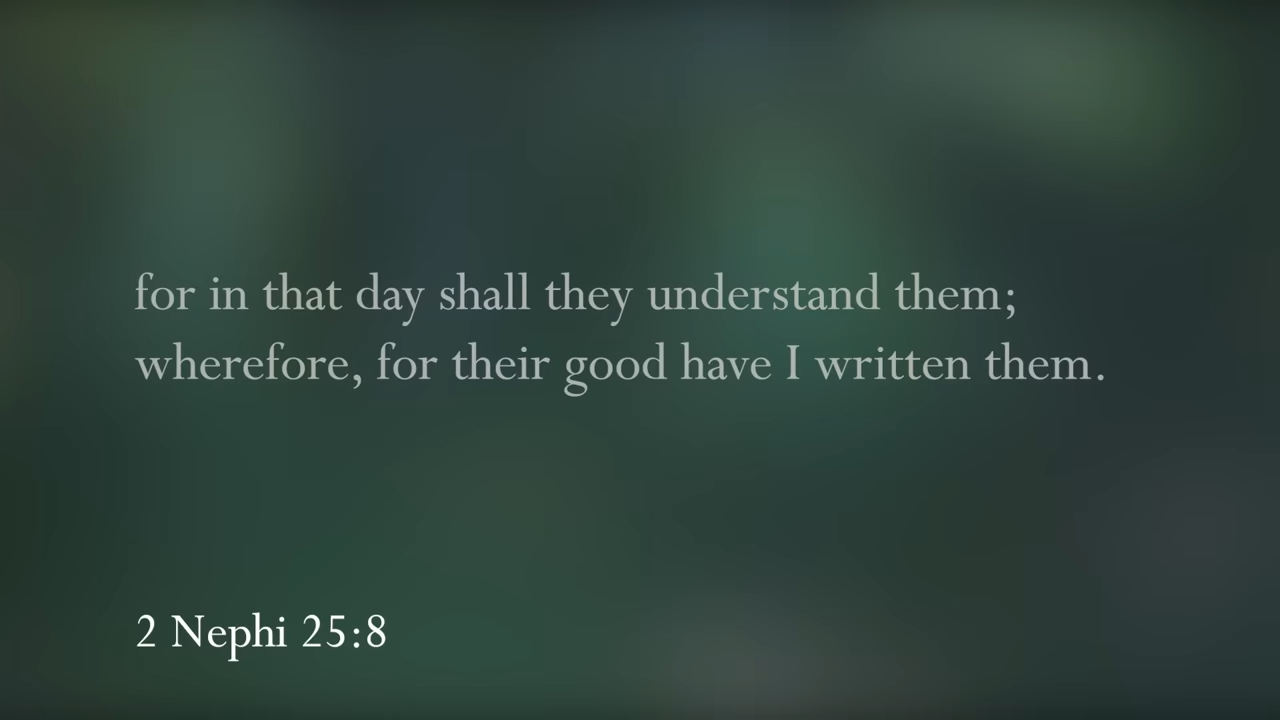 for in that day shall they understand them;
wherefore, for their good have I written them.
2 Nephi 25:8